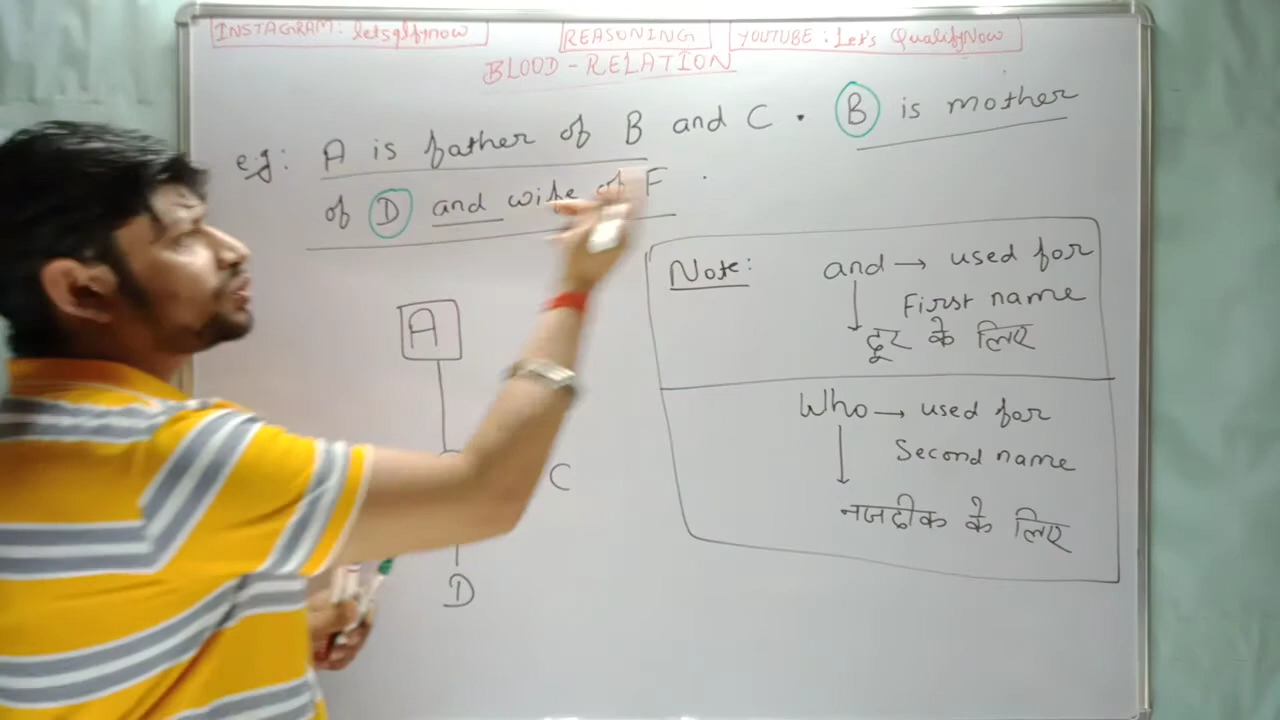 INSTAGRAM: letsqlfynow
REASONING
YOUTUBE: Let's QualifyNow
BLOOD-RELATION
eg: A is father of B and C. B is mother
of D and wife of F.
A
C
D
Note:
and → used for
First name
दूर के लिए
Who → used for
Second name
नजदीक के लिए